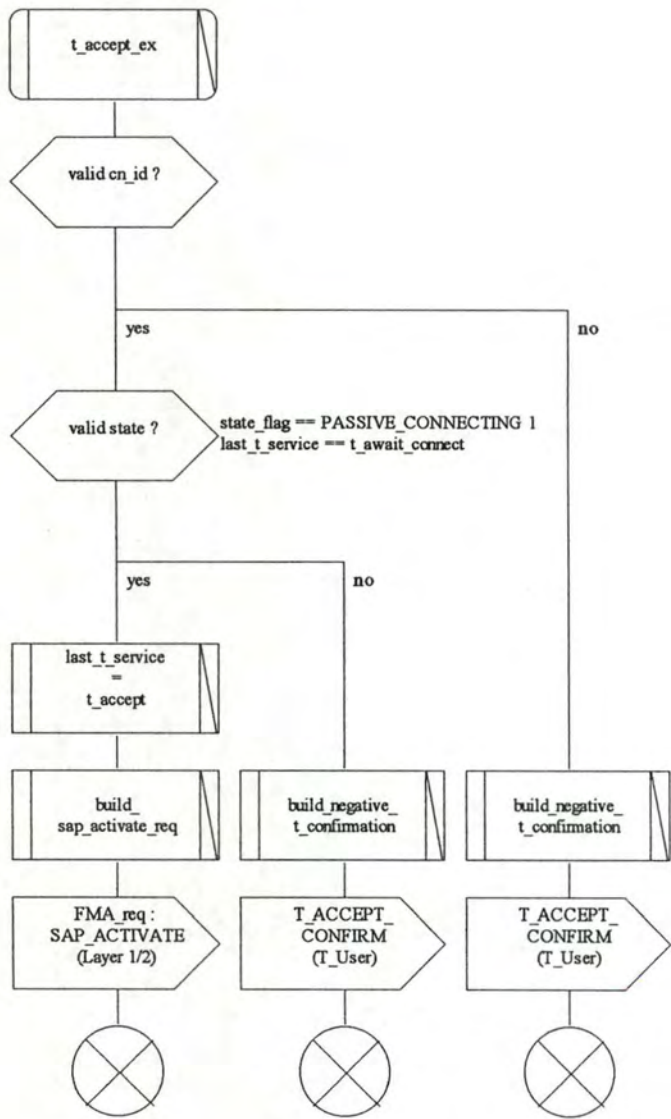 t_accept_ex
valid cn_id ?
yes
no
valid state ?
state_flag == PASSIVE_CONNECTING 1
last_t_service == t_await_connect
yes
no
last_t_service
=
t_accept
build_
sap_activate_req
build_negative_
t_confirmation
build_negative_
t_confirmation
FMA_req :
SAP_ACTIVATE
(Layer 1/2)
T_ACCEPT_
CONFIRM
(T_User)
T_ACCEPT_
CONFIRM
(T_User)